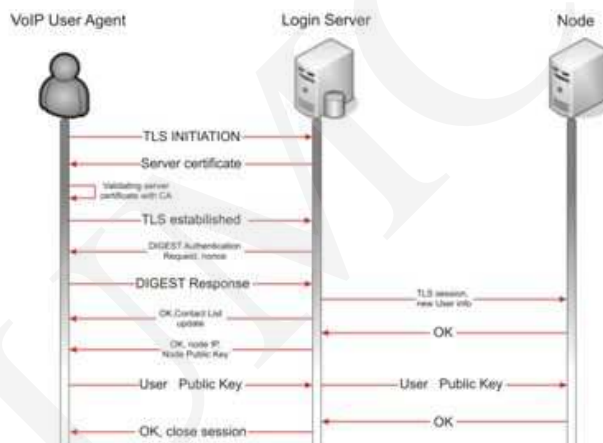 VoIP User Agent
Login Server
Node
TLS INITIATION
Server certificate
Validating server
certificate with CA
TLS estabilished
DIGEST Authentication
Request, nonce
DIGEST Response
TLS session,
new User info
OK,Contact List
update
OK
OK, node IP,
Node Public Key
User Public Key
User Public Key
OK
OK, close session
UMC